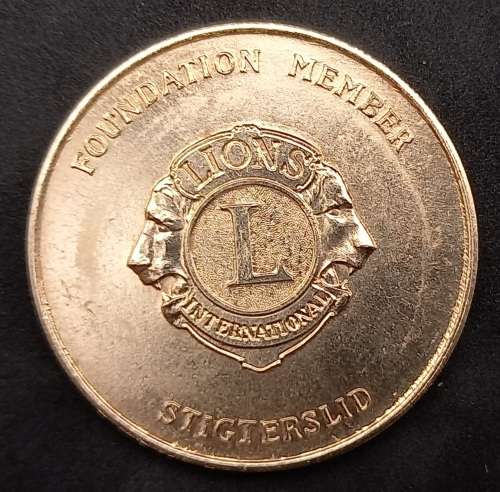 FOUNDATION MEMBER
LIONS
L
INTERNATIONAL
STIGTERSLID